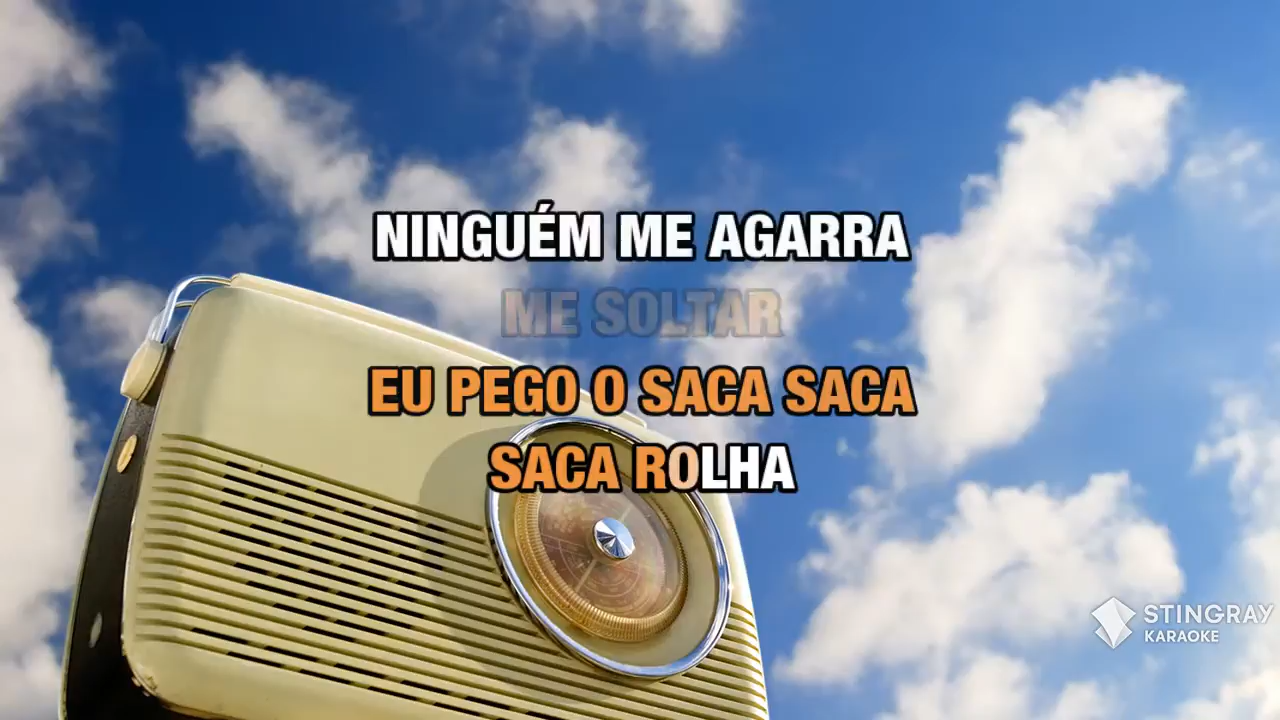 NINGUÉM ME AGARRA
ME SOLTAR
EU PEGO O SACA SACA
SACA ROLHA
STINGRAY
KARAOKE